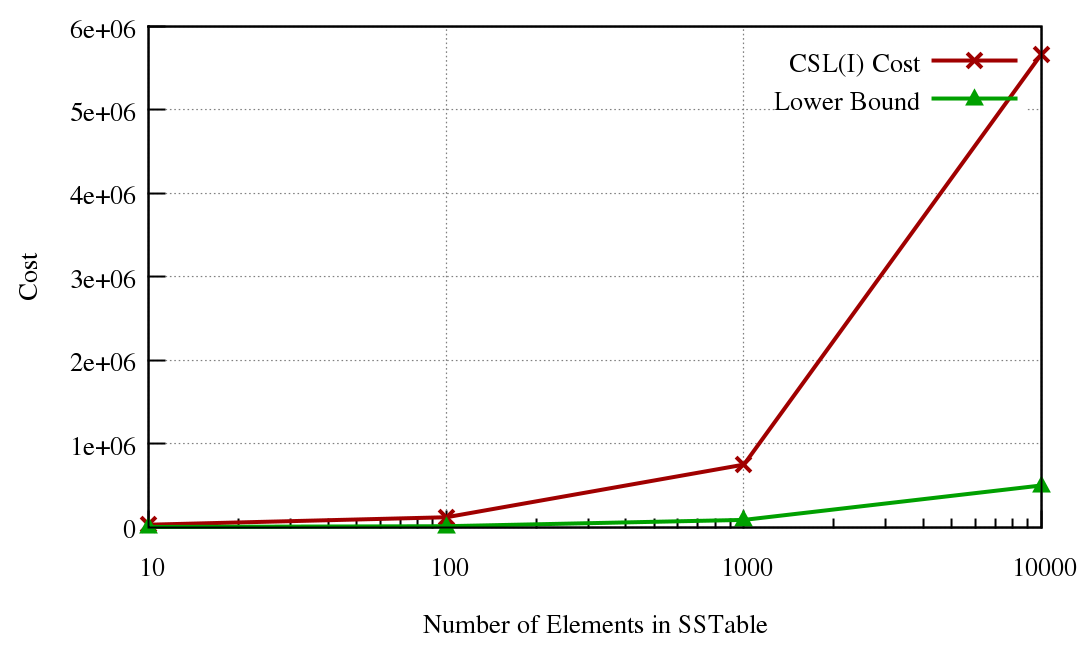 6e+06
5e+06
4e+06
3e+06
2e+06
1e+06
0
Cost
CSL(I) Cost
Lower Bound
10 100 1000 10000
Number of Elements in SSTable